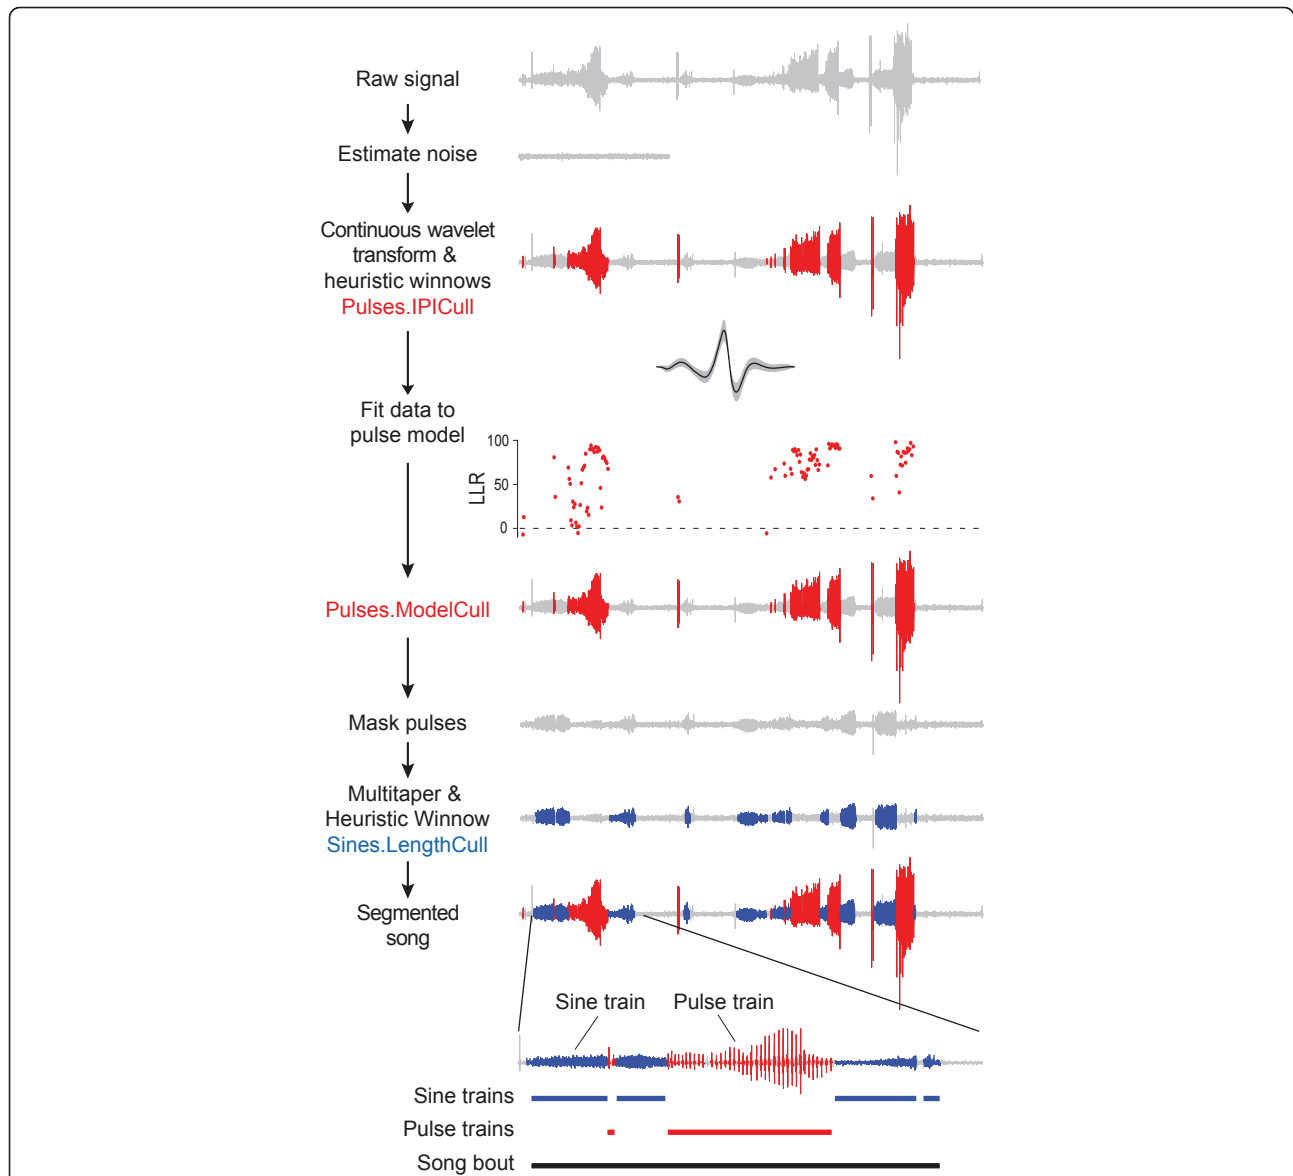 Raw signal
Estimate noise
Continuous wavelet
transform &
heuristic winnows
Pulses.IPICull
Fit data to
pulse model
100
50
0
LLR
Pulses.ModelCull
Mask pulses
Multitaper &
Heuristic Winnow
Sines.LengthCull
Segmented
song
Sine train
Pulse train
Sine trains
Pulse trains
Song bout